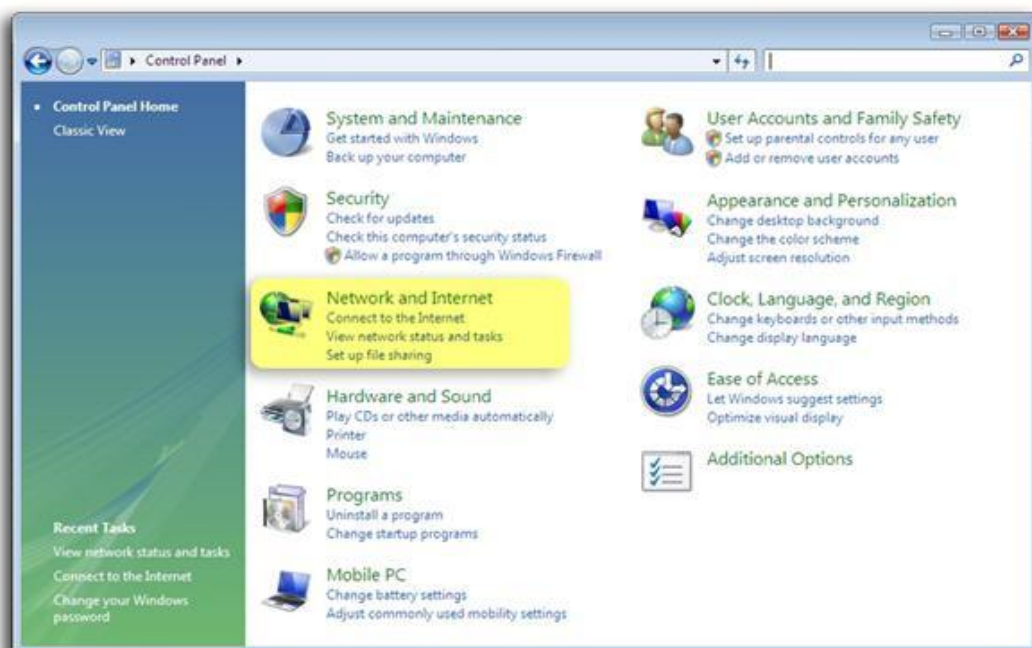 Control Panel
Control Panel Home
Classic View
System and Maintenance
Get started with Windows
Back up your computer
Security
Check for updates
Check this computer's security status
Allow a program through Windows Firewall
Network and Internet
Connect to the Internet
View network status and tasks
Set up file sharing
Hardware and Sound
Play CDs or other media automatically
Printer
Mouse
Programs
Uninstall a program
Change startup programs
Mobile PC
Change battery settings
Adjust commonly used mobility settings
User Accounts and Family Safety
Set up parental controls for any user
Add or remove user accounts
Appearance and Personalization
Change desktop background
Change the color scheme
Adjust screen resolution
Clock, Language, and Region
Change keyboards or other input methods
Change display language
Ease of Access
Let Windows suggest settings
Optimize visual display
Additional Options
Recent Tasks
View network status and tasks
Connect to the Internet
Change your Windows
password